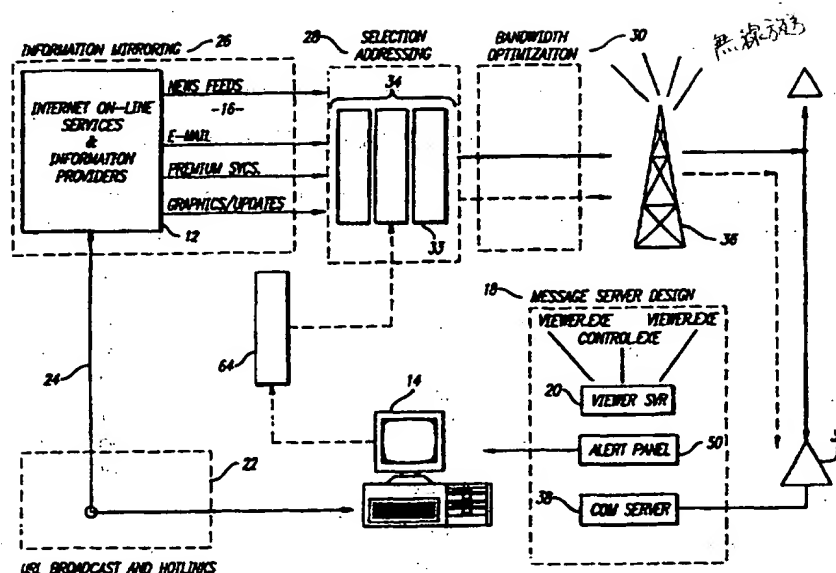 INFORMATION MIRRORING
26
INTERNET ON-LINE
SERVICES
&
INFORMATION
PROVIDERS
12
NEWS FEEDS
-16-
E-MAIL
PREMIUM SVCS.
GRAPHICS/UPDATES
28
SELECTION
ADDRESSING
34
33
BANDWIDTH
OPTIMIZATION
30
無線
36
64
24
14
22
URL BROADCAST AND HOTLINKS
18
MESSAGE SERVER DESIGN
VIEWER.EXE
VIEWER.EXE
CONTROL.EXE
20
VIEWER SVR
ALERT PANEL
50
38
COM SERVER